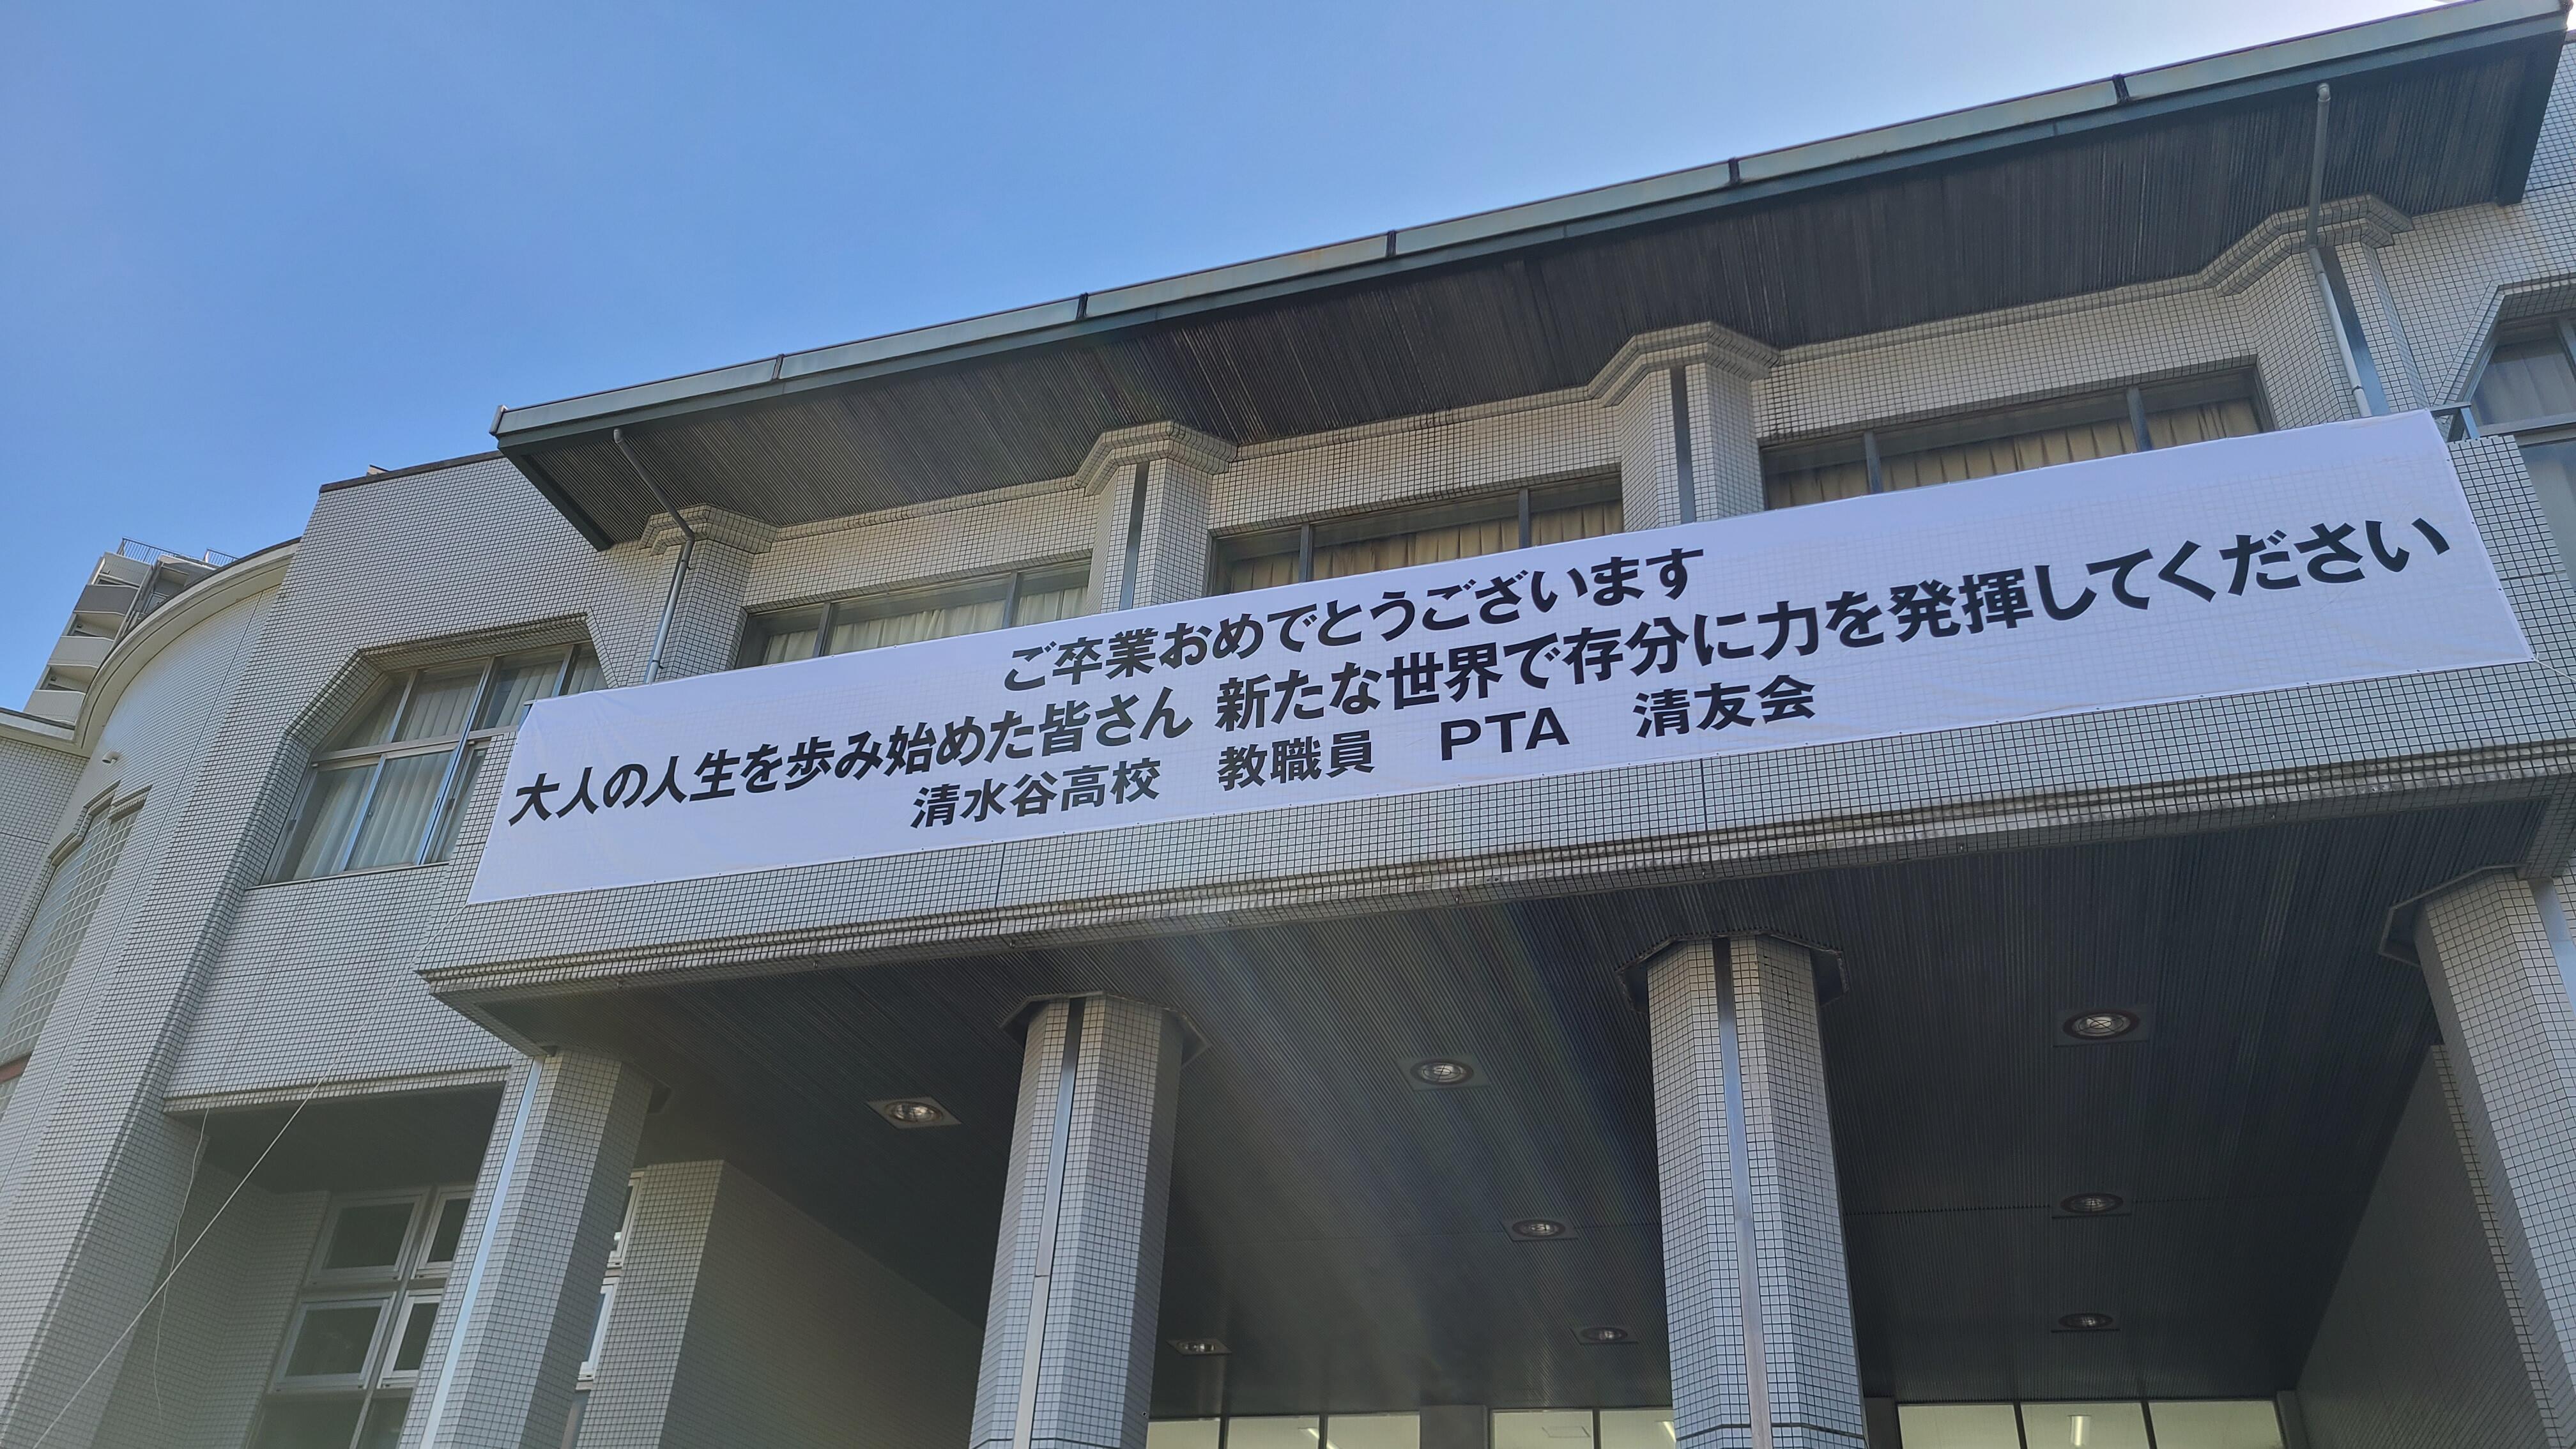 ご卒業おめでとうございます
大人の人生を歩み始めた皆さん 新たな世界で存分に力を発揮してください
清水谷高校　教職員　PTA　清友会